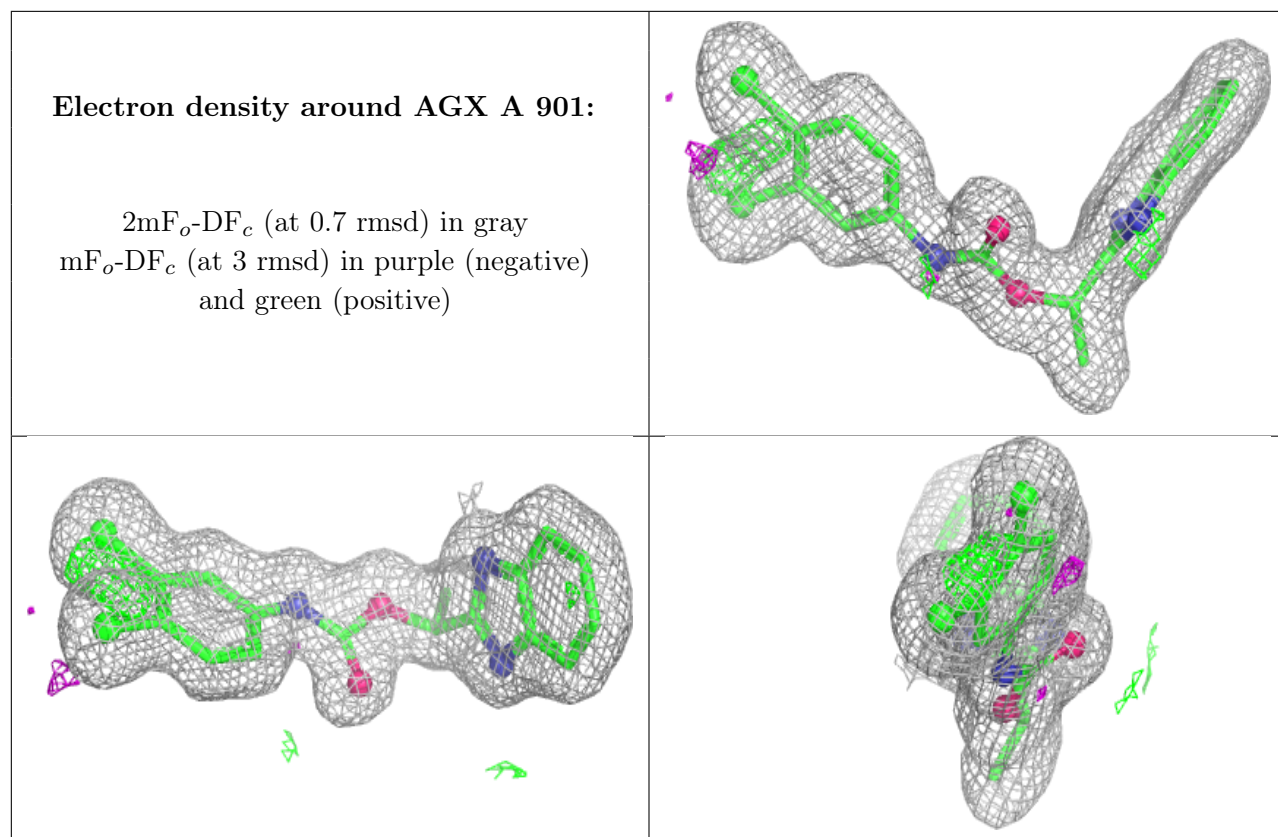 Electron density around AGX A 901:
2mFo-DFc (at 0.7 rmsd) in gray
mFo-DFc (at 3 rmsd) in purple (negative)
and green (positive)